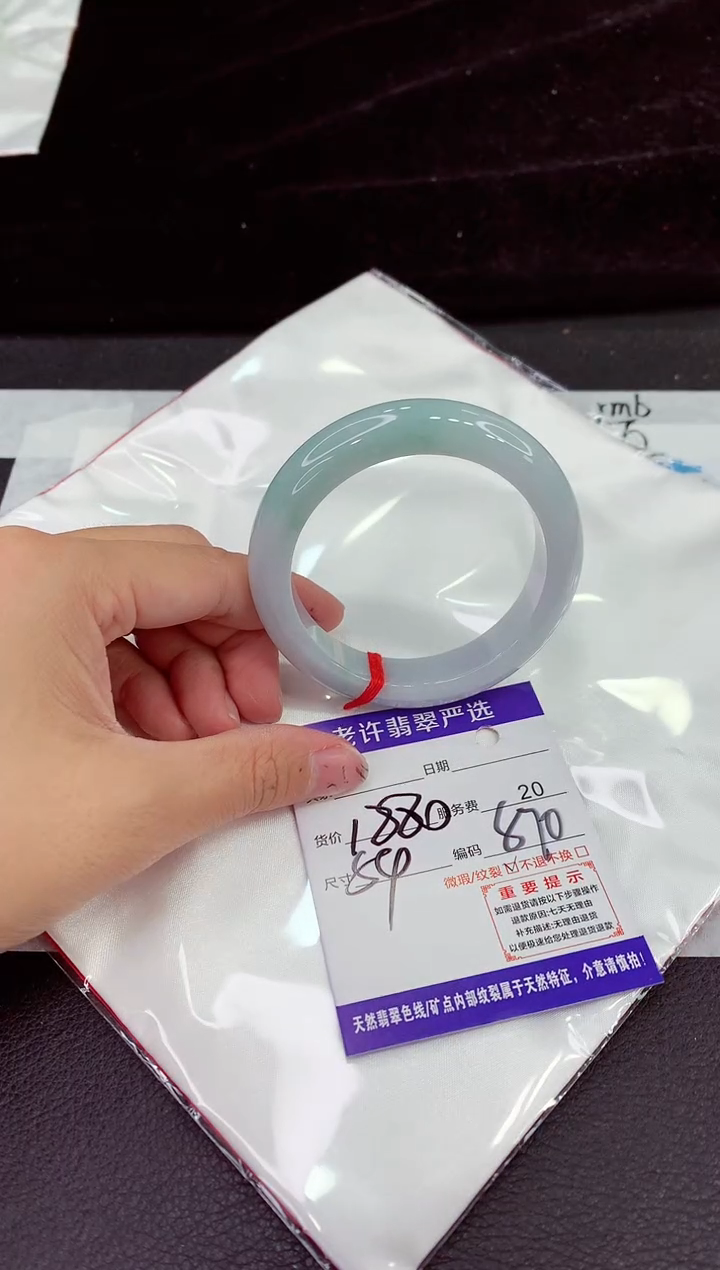 xmb
老许翡翠严选
日期
货价 1880 服务费 20
尺寸 54 编码 870
微瑕/纹裂 ☑ 不退不换 ☐
重要提示
如需退货请按以下步骤操作
退款原因:七天无理由
补充描述:无理由退货
以便极速给您处理退货退款
天然翡翠色线/矿点内部纹裂属于天然特征，介意请慎拍!